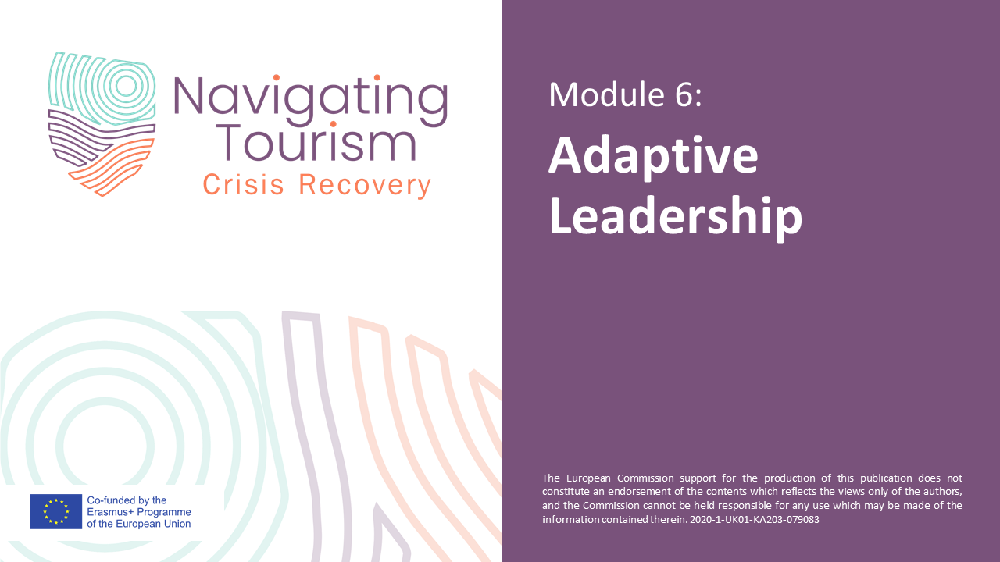 Navigating
Tourism
Crisis Recovery
Module 6:
Adaptive
Leadership
The European Commission support for the production of this publication does not
constitute an endorsement of the contents which reflects the views only of the authors,
and the Commission cannot be held responsible for any use which may be made of the
information contained therein. 2020-1-UK01-KA203-079083
Co-funded by the
Erasmus+ Programme
of the European Union